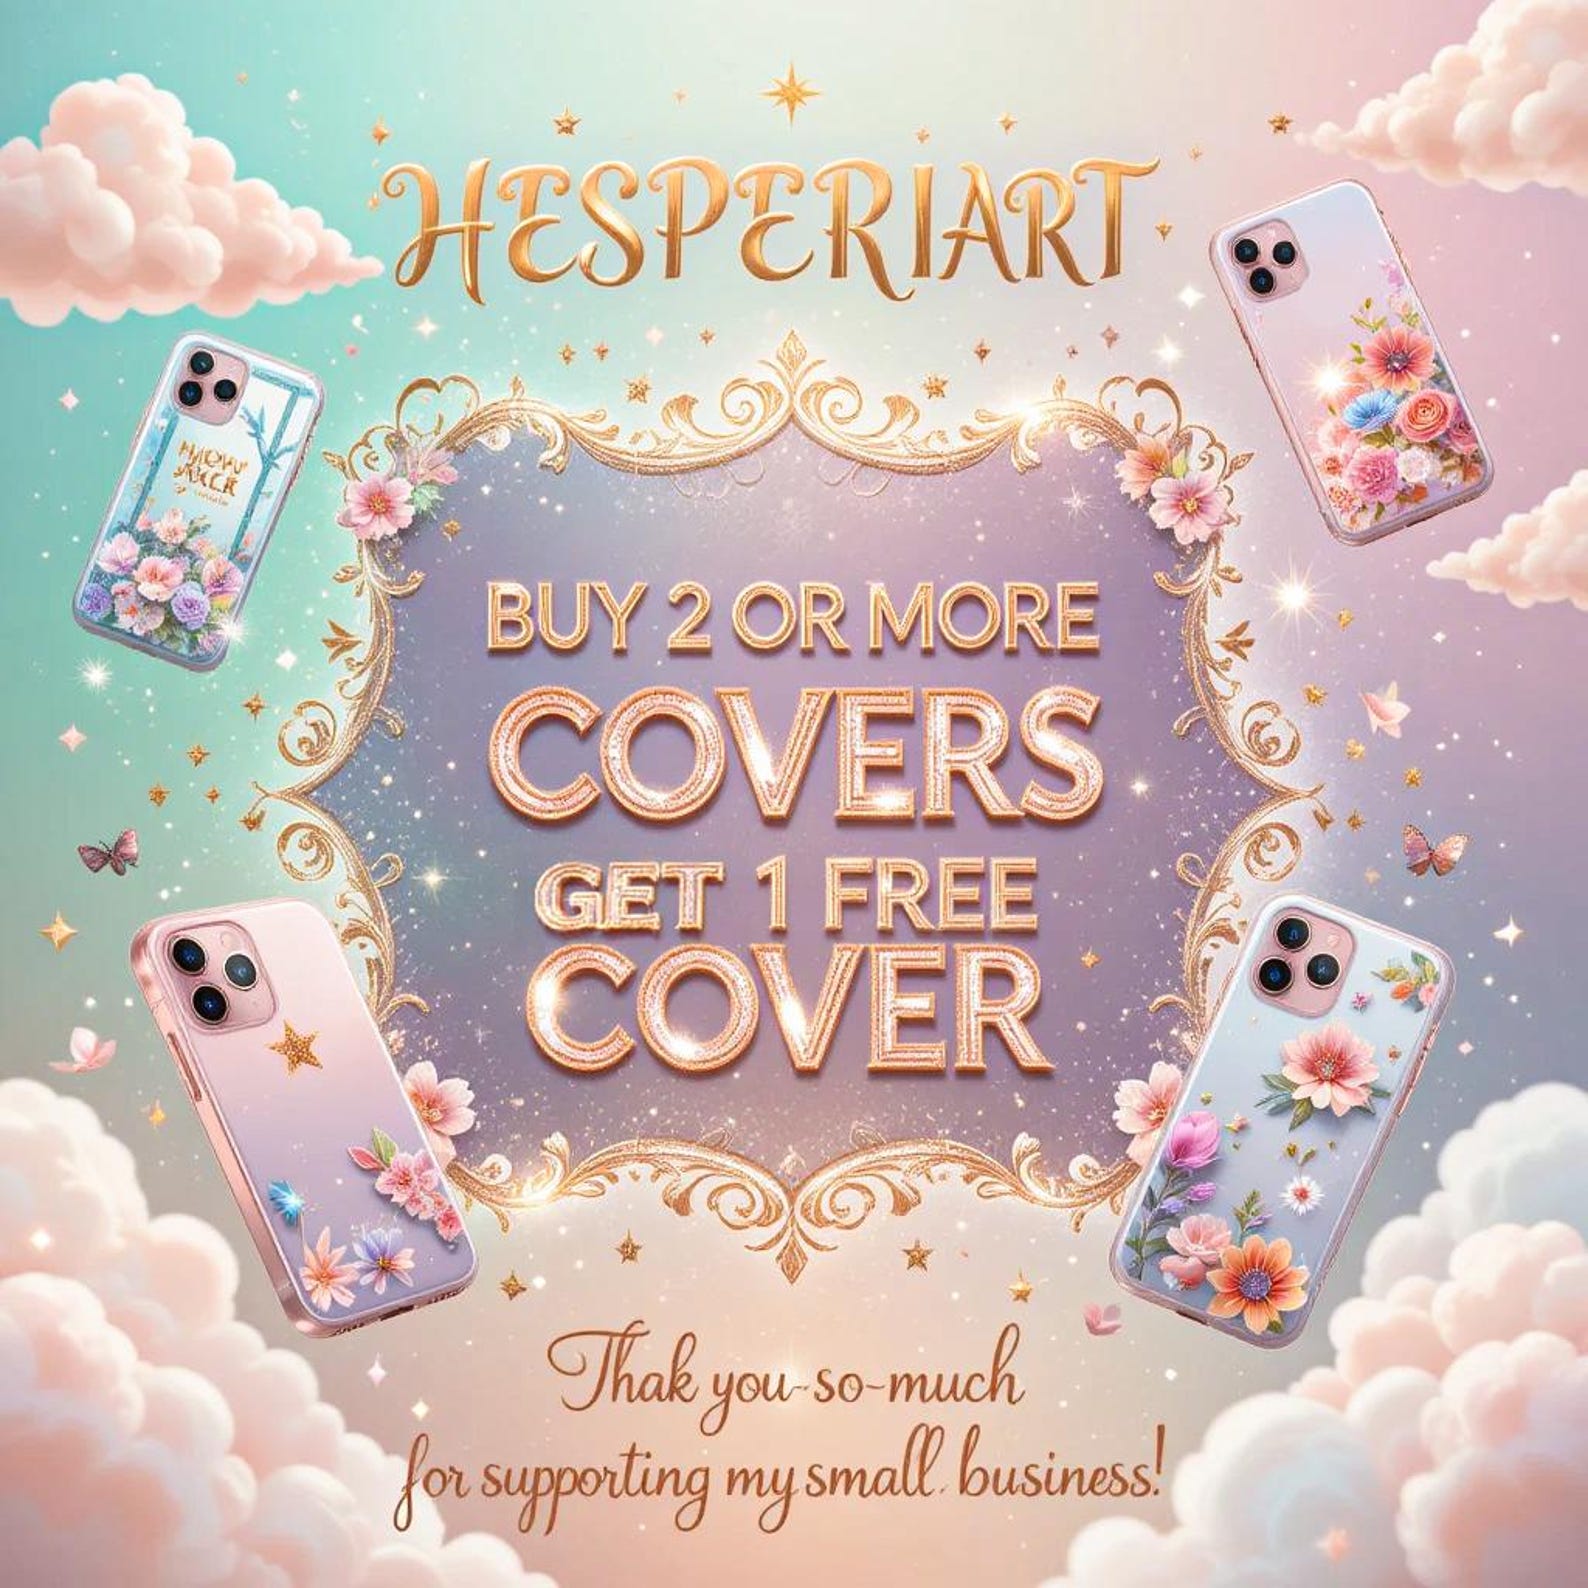 HESPERIART
BUY 2 OR MORE
COVERS
GET 1 FREE
COVER
Thak you-so-much
for supporting my small. business!